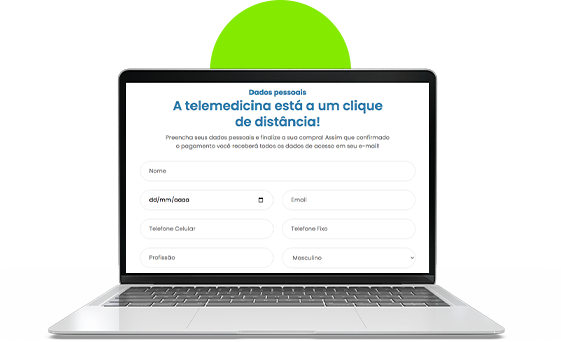 Dados pessoais
A telemedicina está a um clique
de distância!
Preencha seus dados pessoais e finalize a sua compra! Assim que confirmado
o pagamento você receberá todos os dados de acesso em seu e-mail!
Nome
dd/mm/aaaa
Email
Telefone Celular
Telefone Fixo
Profissão
Masculino